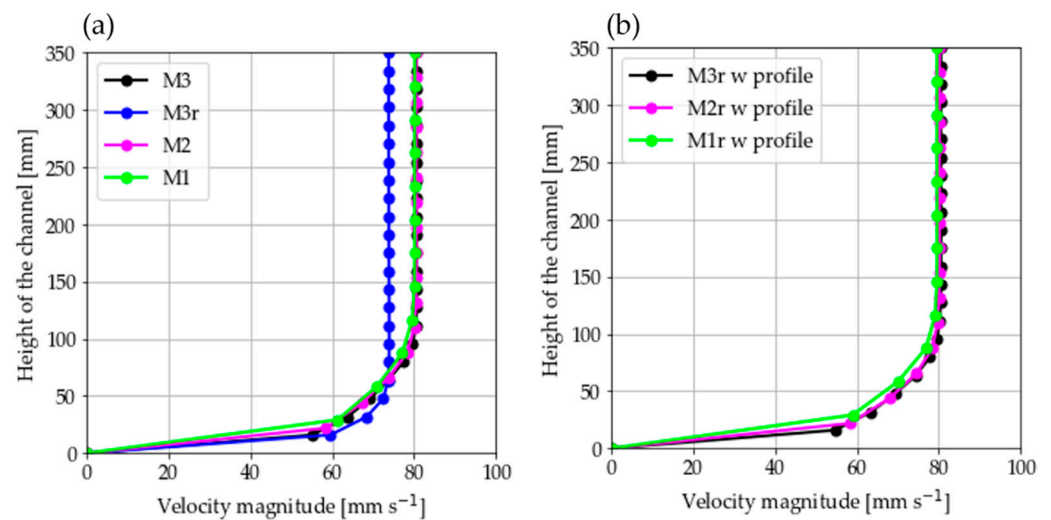 (a)
350
300
250
200
150
100
50
0
Height of the channel [mm]
M3
M3r
M2
M1
0 20 40 60 80 100
Velocity magnitude [mm s⁻¹]
(b)
350
300
250
200
150
100
50
0
Height of the channel [mm]
M3r w profile
M2r w profile
M1r w profile
0 20 40 60 80 100
Velocity magnitude [mm s⁻¹]